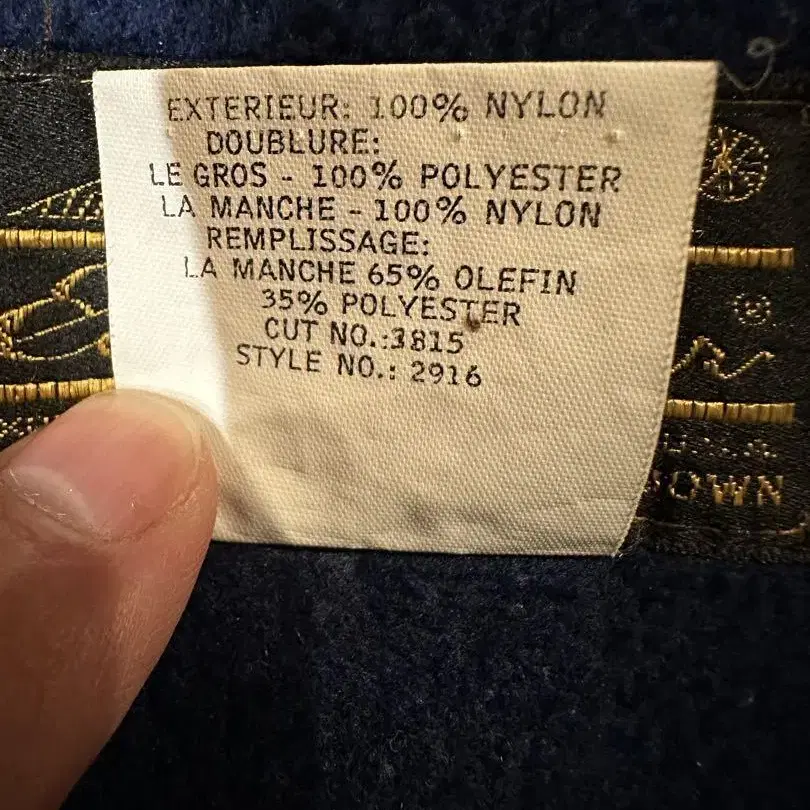 EXTERIEUR: 100% NYLON
DOUBLURE:
LE GROS - 100% POLYESTER
LA MANCHE - 100% NYLON
REMPLISSAGE:
LA MANCHE 65% OLEFIN
35% POLYESTER
CUT NO.:3815
STYLE NO.: 2916